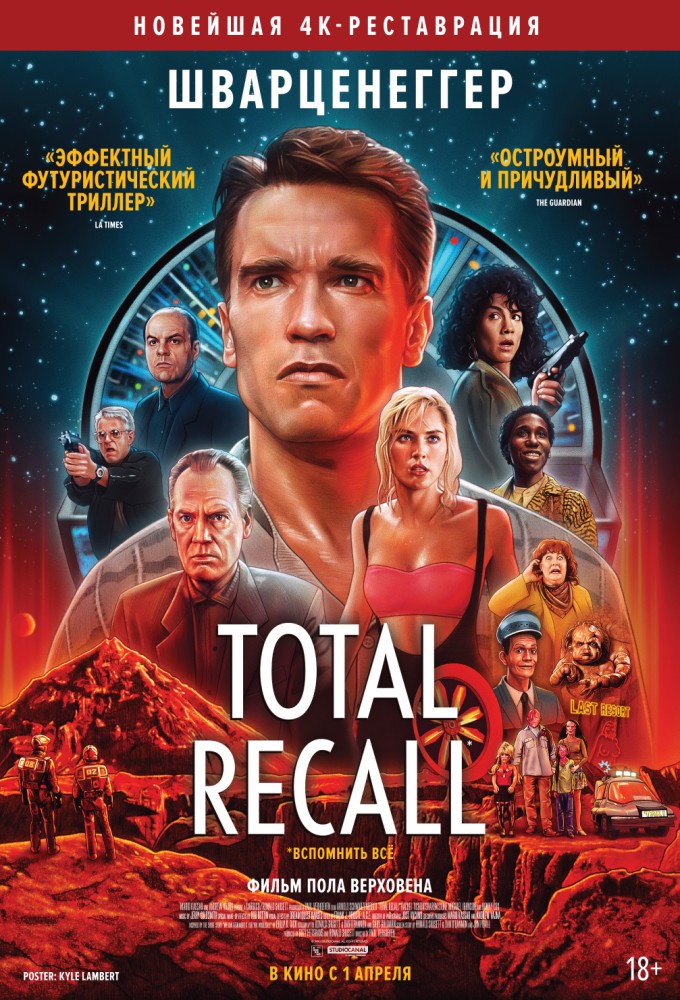 НОВЕЙШАЯ 4K-РЕСТАВРАЦИЯ
ШВАРЦЕНЕГГЕР
«ЭФФЕКТНЫЙ
ФУТУРИСТИЧЕСКИЙ
ТРИЛЛЕР»
LA TIMES
«ОСТРОУМНЫЙ
И ПРИЧУДЛИВЫЙ»
THE GUARDIAN
LAST RESORT
TOTAL
RECALL*
*ВСПОМНИТЬ ВСЁ
ФИЛЬМ ПОЛА ВЕРХОВЕНА
STUDIOCANAL
В КИНО С 1 АПРЕЛЯ
POSTER: KYLE LAMBERT
18+